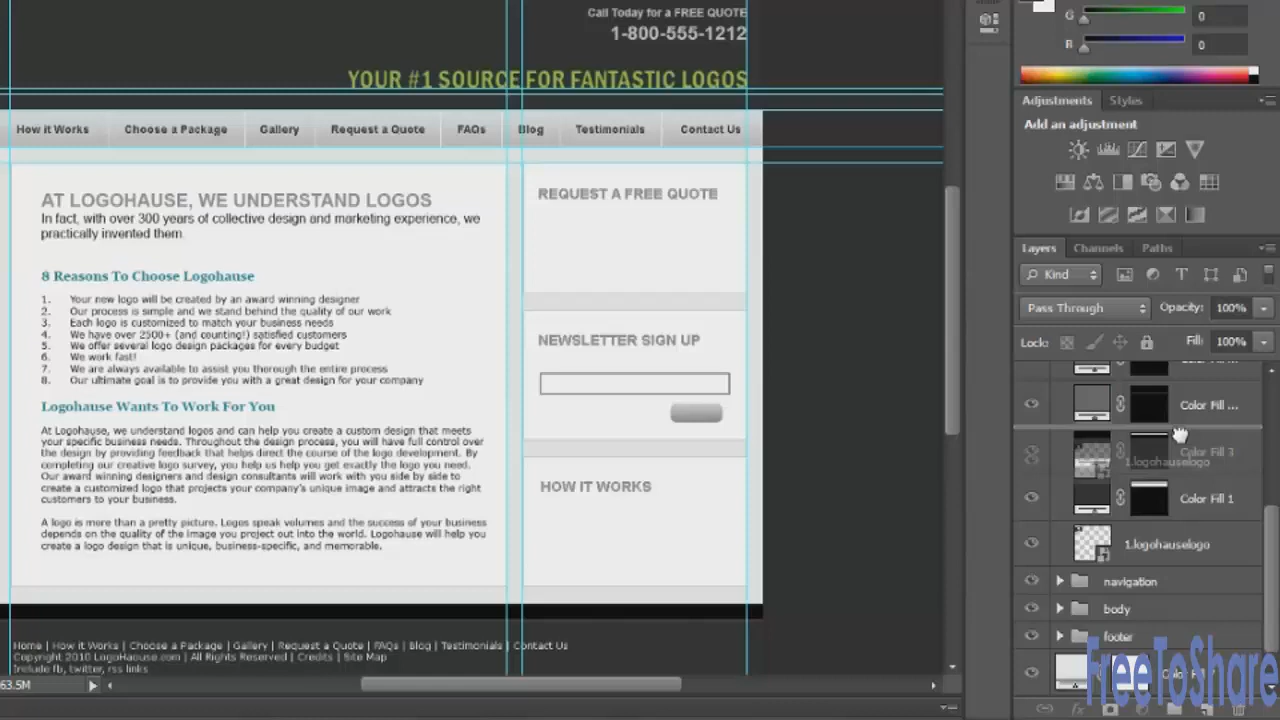 Call Today for a FREE QUOTE
1-800-555-1212
YOUR #1 SOURCE FOR FANTASTIC LOGOS
How it Works Choose a Package Gallery Request a Quote FAQs Blog Testimonials Contact Us
AT LOGOHAUSE, WE UNDERSTAND LOGOS
In fact, with over 300 years of collective design and marketing experience, we
practically invented them.
8 Reasons To Choose Logohause
1. Your new logo will be created by an award winning designer
2. Our process is simple and we stand behind the quality of our work
3. Each logo is customized to match your business needs
4. We have over 2500+ (and counting!) satisfied customers
5. We offer several logo design packages for every budget
6. We work fast!
7. We are always available to assist you thorough the entire process
8. Our ultimate goal is to provide you with a great design for your company
Logohause Wants To Work For You
At Logohause, we understand logos and can help you create a custom design that meets
your specific business needs. Throughout the design process, you will have full control over
the design by providing feedback that helps direct the course of the logo development. By
completing our creative logo survey, you help us help you get exactly the logo you need.
Our award winning designers and design consultants will work with you side by side to
create a customized logo that projects your company's unique image and attracts the right
customers to your business.
A logo is more than a pretty picture. Logos speak volumes and the success of your business
depends on the quality of the image you project out into the world. Logohause will help you
create a logo design that is unique, business-specific, and memorable.
REQUEST A FREE QUOTE
NEWSLETTER SIGN UP
HOW IT WORKS
Home | How it Works | Choose a Package | Gallery | Request a Quote | FAQs | Blog | Testimonials | Contact Us
Copyright 2010 LogoHaouse.com | All Rights Reserved | Credits | Site Map
Include fb, twitter, rss links
63.5M
G 0
B 0
Adjustments Styles
Add an adjustment
Layers Channels Paths
Kind
Pass Through Opacity: 100%
Lock: Fill: 100%
Color Fill ...
Color Fill 3
1.logohauselogo
Color Fill 1
1.logohauselogo
navigation
body
footer
FreeToShare